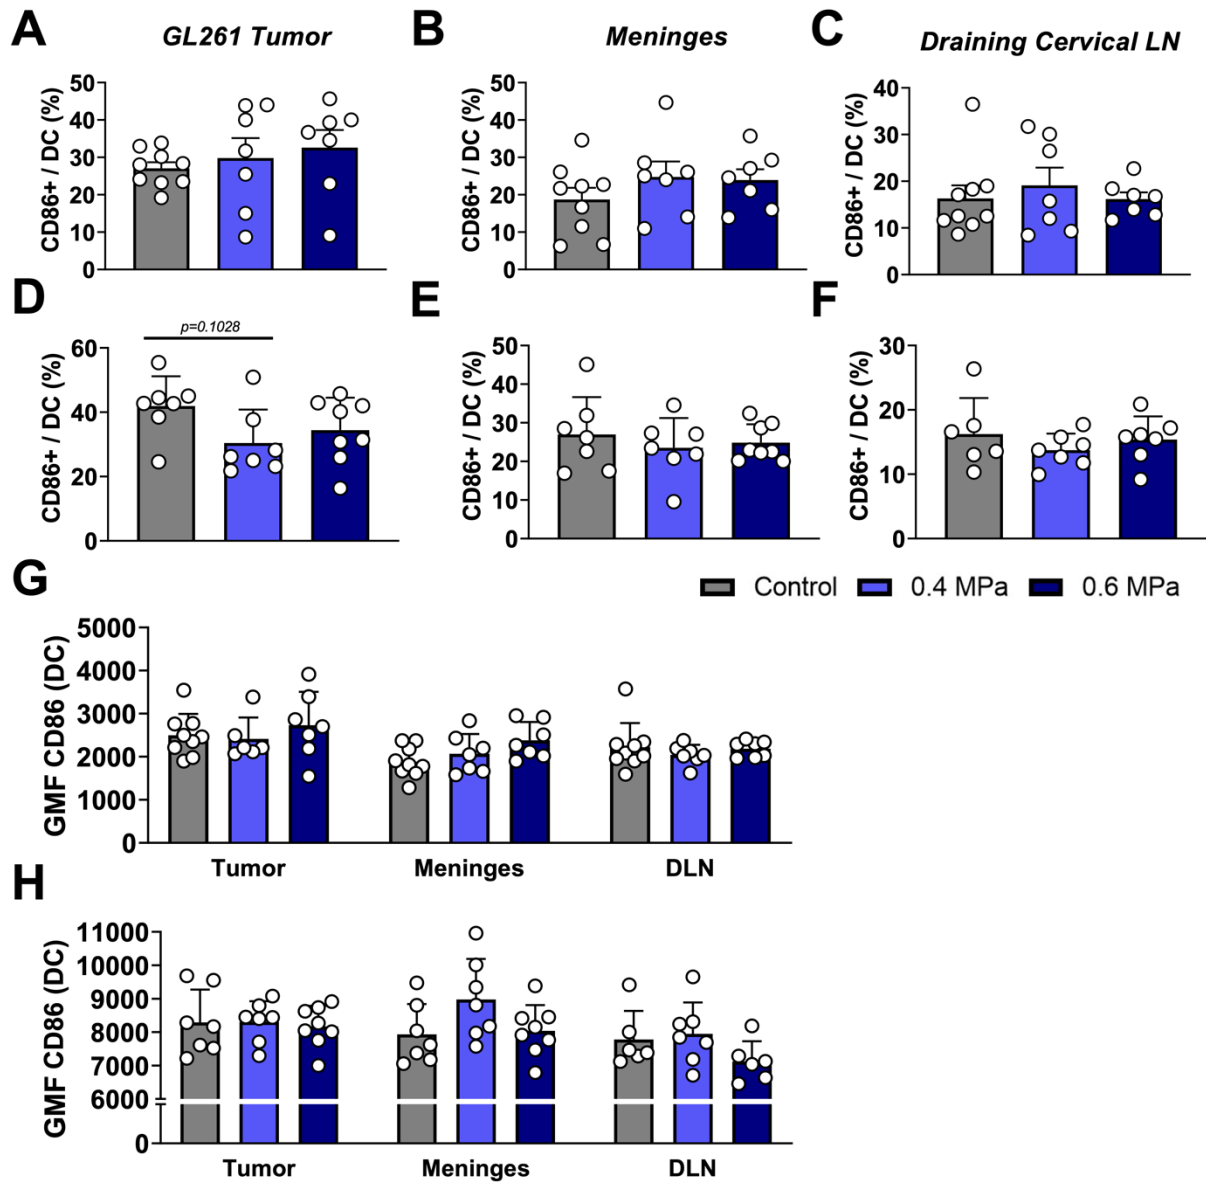 A
GL261 Tumor
CD86+ / DC (%)
50
40
30
20
10
0
B
Meninges
CD86+ / DC (%)
50
40
30
20
10
0
C
Draining Cervical LN
CD86+ / DC (%)
40
30
20
10
0
D
p=0.1028
CD86+ / DC (%)
60
40
20
0
E
CD86+ / DC (%)
50
40
30
20
10
0
F
CD86+ / DC (%)
30
20
10
0
Control 0.4 MPa 0.6 MPa
G
GMF CD86 (DC)
5000
4000
3000
2000
1000
0
Tumor Meninges DLN
H
GMF CD86 (DC)
11000
10000
9000
8000
7000
6000
0
Tumor Meninges DLN